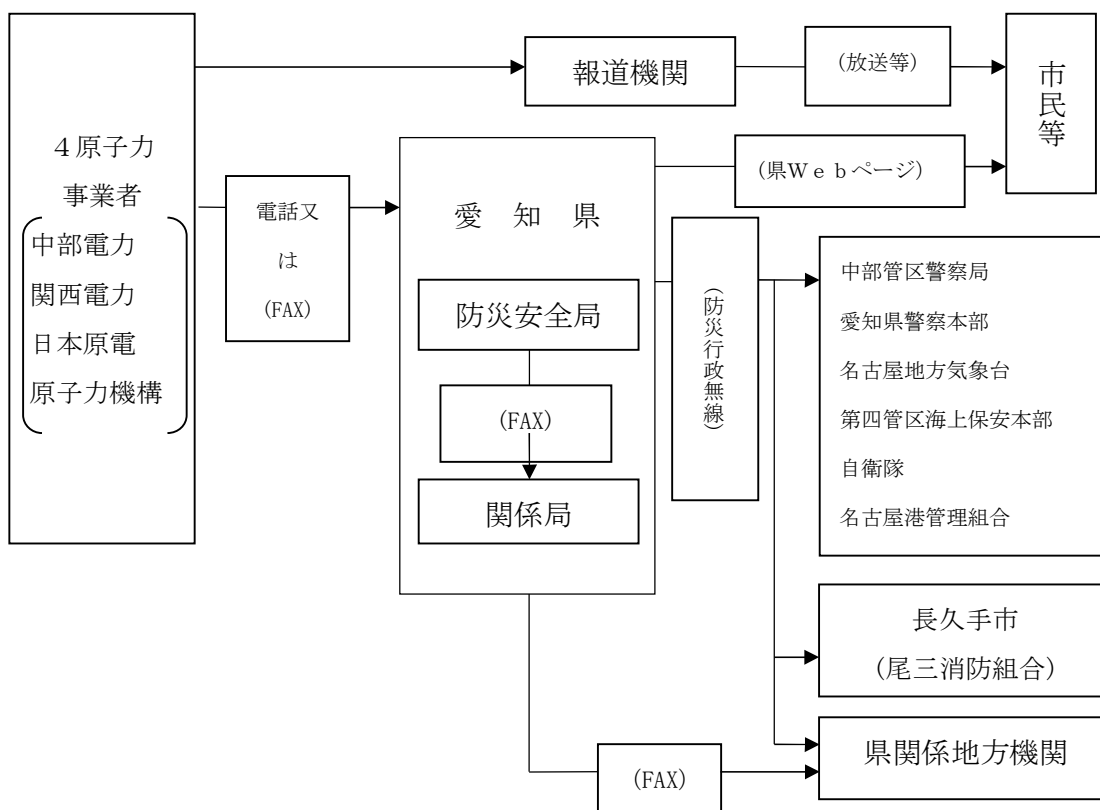 ４原子力
事業者
中部電力
関西電力
日本原電
原子力機構
電話又
は
(FAX)
報道機関
(放送等)
市民等
愛 知 県
防災安全局
(FAX)
関係局
(県Ｗｅｂページ)
(防災行政無線)
中部管区警察局
愛知県警察本部
名古屋地方気象台
第四管区海上保安本部
自衛隊
名古屋港管理組合
長久手市
(尾三消防組合)
県関係地方機関
(FAX)